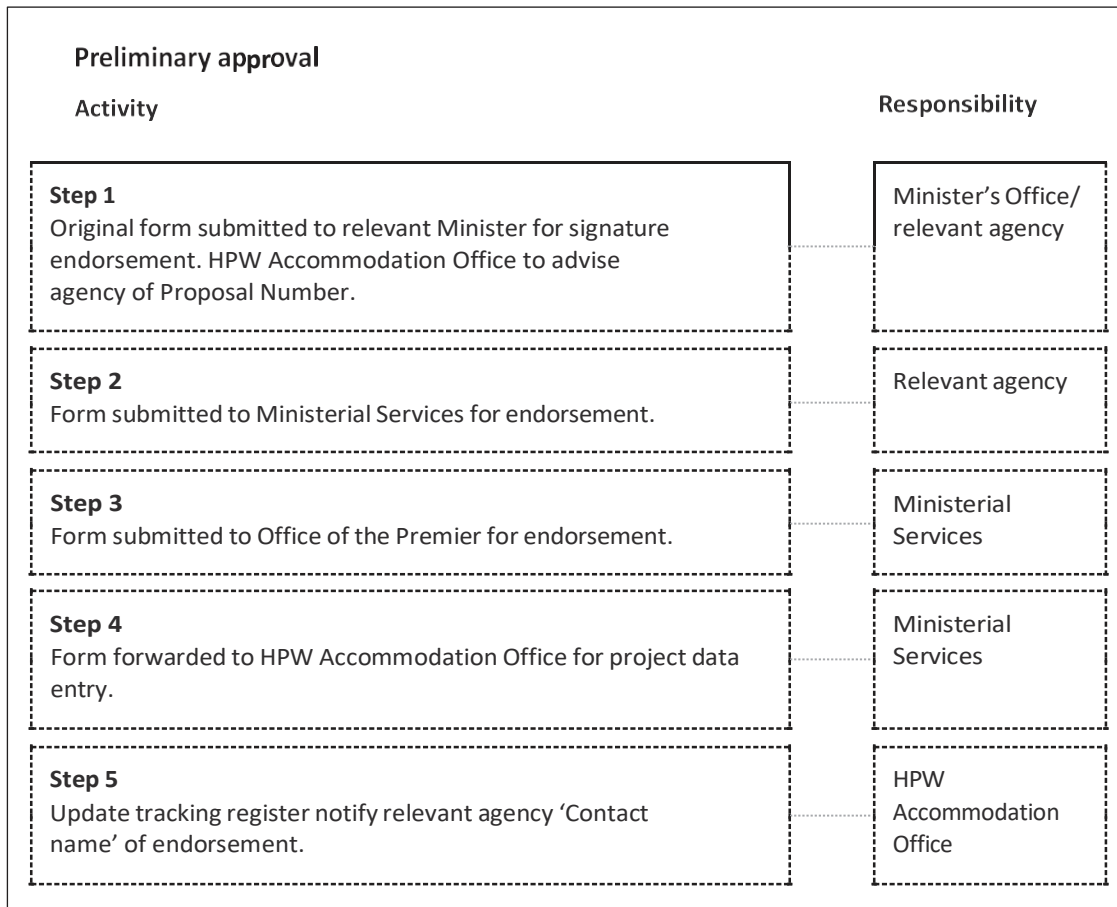 Preliminary approval
Activity
Responsibility
Step 1
Original form submitted to relevant Minister for signature
endorsement. HPW Accommodation Office to advise
agency of Proposal Number.
Minister’s Office/
relevant agency
Step 2
Form submitted to Ministerial Services for endorsement.
Relevant agency
Step 3
Form submitted to Office of the Premier for endorsement.
Ministerial
Services
Step 4
Form forwarded to HPW Accommodation Office for project data
entry.
Ministerial
Services
Step 5
Update tracking register notify relevant agency ‘Contact
name’ of endorsement.
HPW
Accommodation
Office